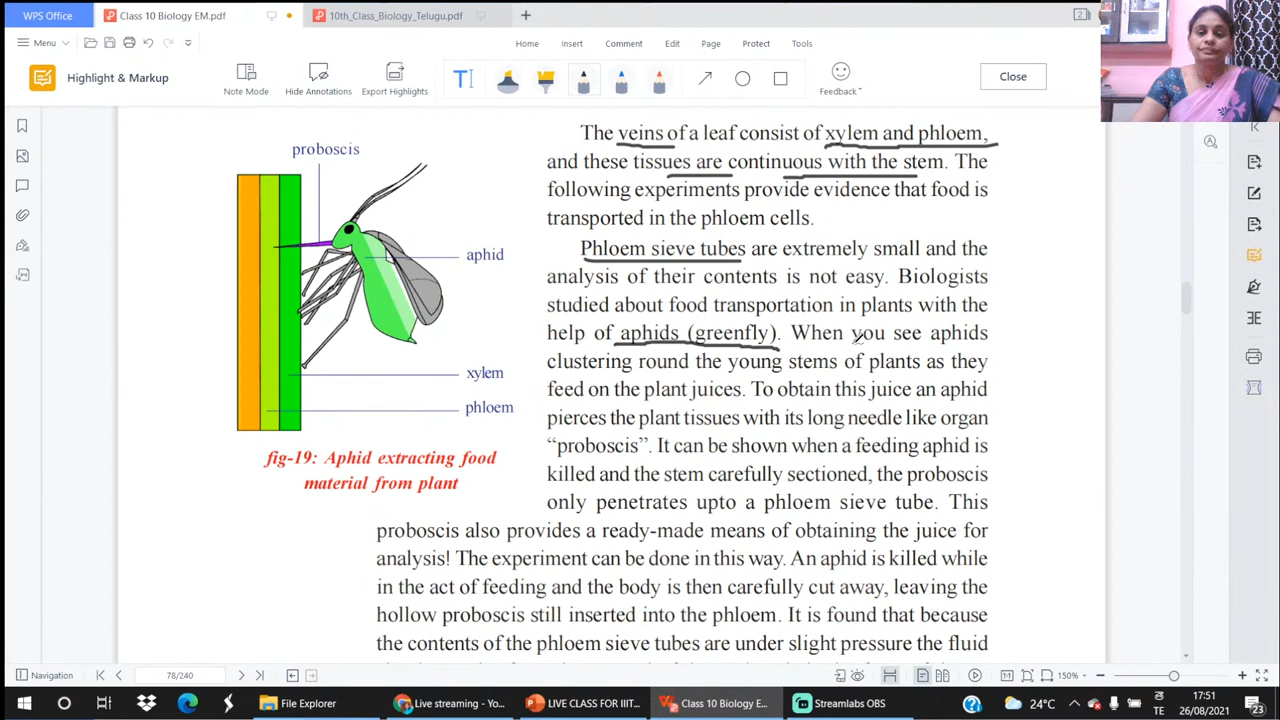 WPS Office
Class 10 Biology EM.pdf
10th_Class_Biology_Telugu.pdf
2
Menu
Home Insert Comment Edit Page Protect Tools
Highlight & Markup
Note Mode
Hide Annotations
Export Highlights
Feedback
Close
proboscis
aphid
xylem
phloem
fig-19: Aphid extracting food
material from plant
The veins of a leaf consist of xylem and phloem,
and these tissues are continuous with the stem. The
following experiments provide evidence that food is
transported in the phloem cells.
Phloem sieve tubes are extremely small and the
analysis of their contents is not easy. Biologists
studied about food transportation in plants with the
help of aphids (greenfly). When you see aphids
clustering round the young stems of plants as they
feed on the plant juices. To obtain this juice an aphid
pierces the plant tissues with its long needle like organ
“proboscis”. It can be shown when a feeding aphid is
killed and the stem carefully sectioned, the proboscis
only penetrates upto a phloem sieve tube. This
proboscis also provides a ready-made means of obtaining the juice for
analysis! The experiment can be done in this way. An aphid is killed while
in the act of feeding and the body is then carefully cut away, leaving the
hollow proboscis still inserted into the phloem. It is found that because
the contents of the phloem sieve tubes are under slight pressure the fluid
Navigation
78/240
150%
File Explorer
Live streaming - Yo...
LIVE CLASS FOR IIIT...
Class 10 Biology E...
Streamlabs OBS
24°C
17:51
26/08/2021
23